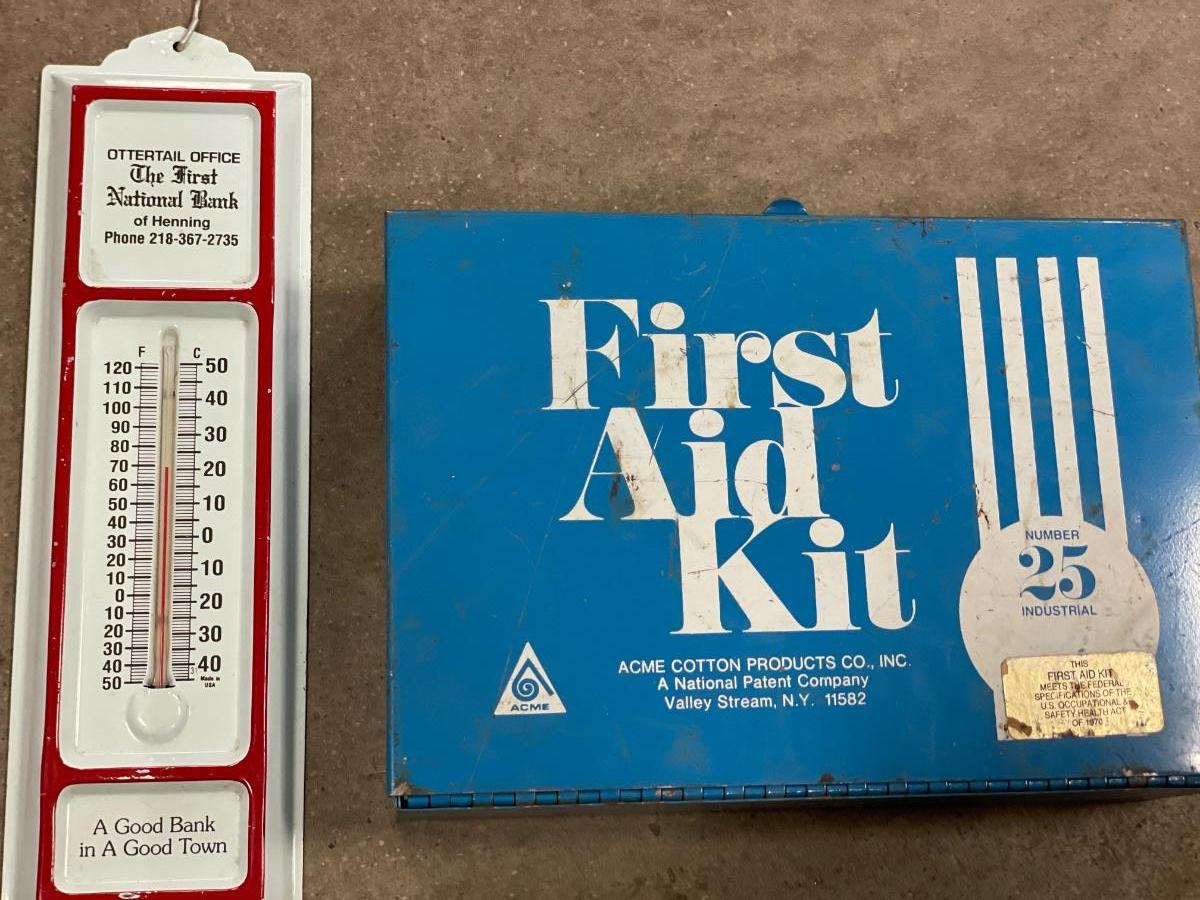 OTTERTAIL OFFICE
The First
National Bank
of Henning
Phone 218-367-2735
F C
120 50
110
100 40
90
80 30
70
60 20
50 10
40
30 0
20
10 10
0
10 20
20
30 30
40 40
50
Made in
USA
A Good Bank
in A Good Town
First
Aid
Kit
NUMBER
25
INDUSTRIAL
ACME
ACME COTTON PRODUCTS CO., INC.
A National Patent Company
Valley Stream, N.Y. 11582
THIS
FIRST AID KIT
MEETS THE FEDERAL
SPECIFICATIONS OF THE
U.S. OCCUPATIONAL &
SAFETY HEALTH ACT
OF 1970